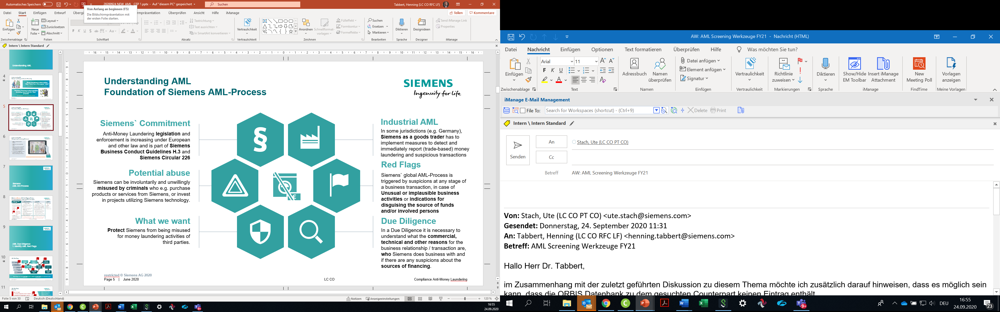 Automatisches Speichern
20200924 NEW_AML_ CEP 1.pptx - Auf "diesem PC" gespeichert
Suchen
Tabbert, Henning (LC CO RFC LF)
Von Anfang an beginnen (F5)
Die Bildschirmpräsentation mit
der ersten Folie starten.
Datei Start Einfügen Entwurf Überprüfen Ansicht Hilfe iManage
Teilen Kommentare
Einfügen
Neue
Folie
Layout
Zurücksetzen
Abschnitt
F K U S
Textrichtung
Text ausrichten
In SmartArt konvertieren
Vertraulichkeit
Anordnen
Schnellformat-
vorlagen
Fülleffekt
Formkontur
Formeffekte
Suchen
Ersetzen
Markieren
Diktieren
Designideen
Send iManage Link
Properties
Zwischenablage Folien Schriftart Absatz Vertraulichkeit Zeichnen Bearbeiten Sprache Designer iManage
Intern \ Intern Standard
Understanding AML
4
5
6
7
Siemens
AML-DD-Process
8
9
AML Due Diligence
1. Identify AML Red Flags
10
11
Understanding AML
Foundation of Siemens AML-Process
SIEMENS
Ingenuity for life
Siemens` Commitment
Anti-Money Laundering legislation and
enforcement is increasing under European
and other law and is part of Siemens
Business Conduct Guidelines H.3 and
Siemens Circular 226
Potential abuse
Siemens can be involuntarily and unwillingly
misused by criminals who e.g. purchase
products or services from Siemens, or invest
in projects utilizing Siemens technology.
What we want
Protect Siemens from being misused
for money laundering activities of
third parties.
§
€
Industrial AML
In some jurisdictions (e.g. Germany),
Siemens as a goods trader has to
implement measures to detect and
immediately report (trade-based) money
laundering and suspicious transactions
Red Flags
Siemens` global AML-Process is
triggered by suspicions at any stage of
a business transaction, in case of
Unusual or implausible business
activities or indications for
disguising the source of funds
and/or involved persons
Due Diligence
In a Due Diligence it is necessary to
understand what the commercial,
technical and other reasons for the
business relationship / transaction are,
who Siemens does business with and
if there are any suspicions about the
sources of financing.
restricted © Siemens AG 2020
Page 5 | June 2020
LC CO
Compliance Anti-Money Laundering
Folie 5 von 30
Deutsch (Deutschland)
Notizen
Anzeigeeinstellungen
120 %
16:55
24.09.2020
AW: AML Screening Werkzeuge FY21 - Nachricht (HTML)
Datei Nachricht Einfügen Optionen Text formatieren Überprüfen Hilfe Was möchten Sie tun?
Einfügen
Arial 11
F K U
Adressbuch
Namen
überprüfen
Datei anfügen
Element anfügen
Signatur
Vertraulichkeit
Richtlinie
zuweisen
Diktieren
Show/Hide
EM Toolbar
Insert iManage
Attachment
New
Meeting Poll
Vorlagen
anzeigen
Zwischenablage Text Namen Einfügen Vertraulichkeit Markierungen Sprache iManage FindTime Meine Vorlagen
iManage E-Mail Management
File To: Search for Workspaces (shortcut) - (Ctrl+9) Delete Print
Intern \ Intern Standard
Senden
An
Stach, Ute (LC CO PT CO)
Cc
Betreff
AW: AML Screening Werkzeuge FY21
Von: Stach, Ute (LC CO PT CO) <ute.stach@siemens.com>
Gesendet: Donnerstag, 24. September 2020 11:31
An: Tabbert, Henning (LC CO RFC LF) <henning.tabbert@siemens.com>
Betreff: AML Screening Werkzeuge FY21
Hallo Herr Dr. Tabbert,
im Zusammenhang mit der zuletzt geführten Diskussion zu diesem Thema möchte ich zusätzlich darauf hinweisen, dass es möglich sein
kann, dass die ORBIS Datenbank zu dem gesuchten Counterpart keinen Eintrag enthält
DEU
16:55
24.09.2020
23